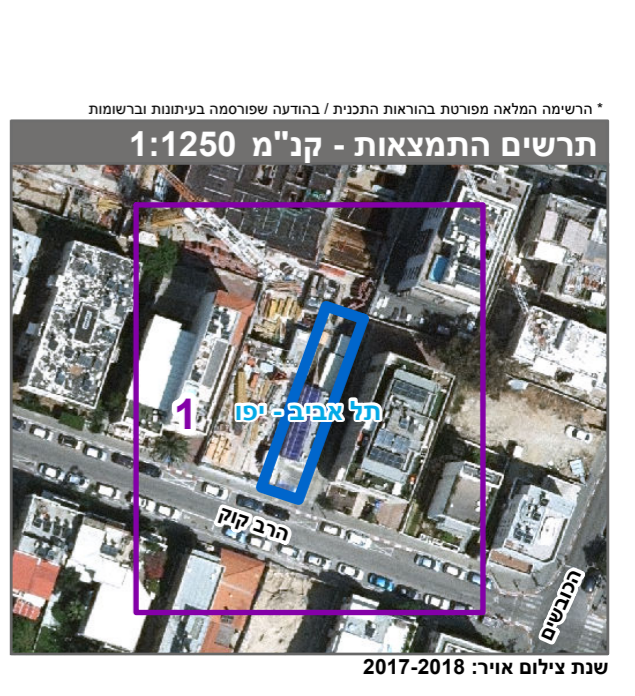 * הרשימה המלאה מפורטת בהוראות התכנית / בהודעה שפורסמה בעיתונות וברשומות
תרשים התמצאות - קנ"מ 1:1250
1
תל אביב - יפו
הרב קוק
הכובשים
שנת צילום אויר: 2017-2018